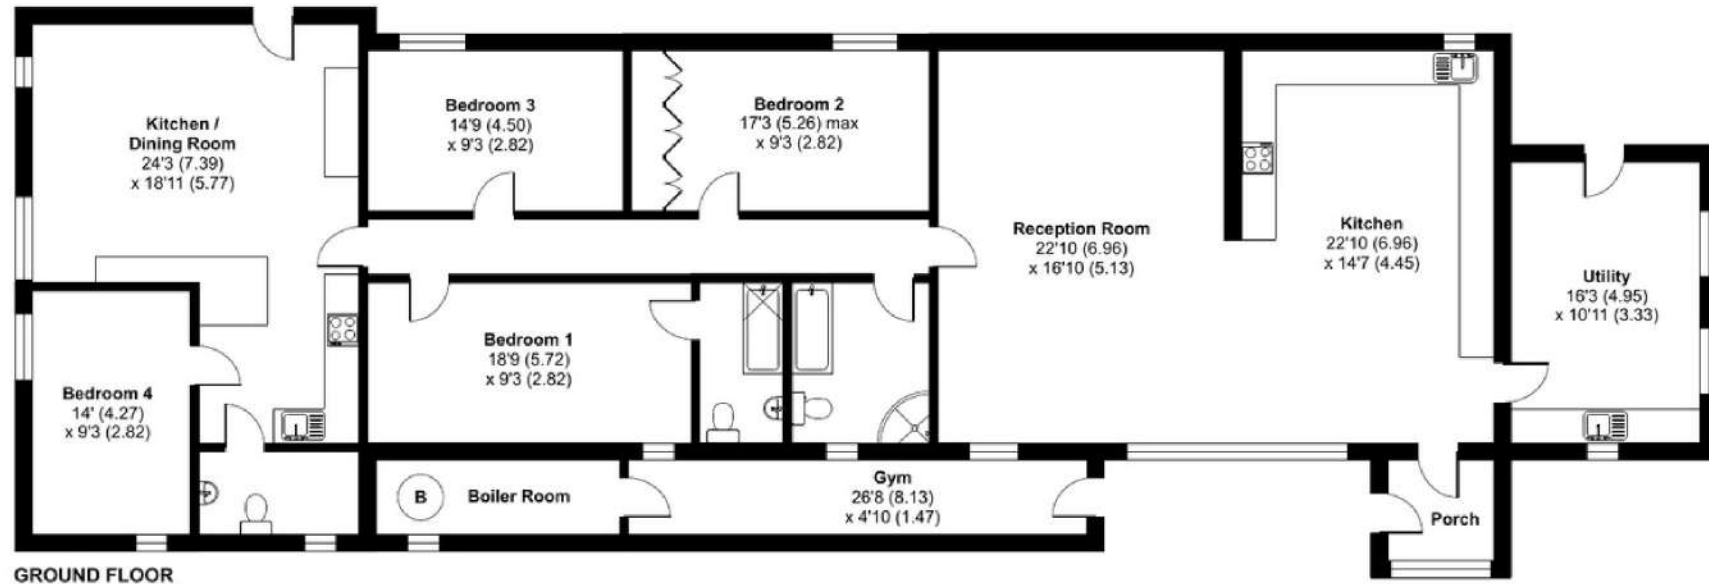 Kitchen /
Dining Room
24'3 (7.39)
x 18'11 (5.77)
Bedroom 3
14'9 (4.50)
x 9'3 (2.82)
Bedroom 2
17'3 (5.26) max
x 9'3 (2.82)
Reception Room
22'10 (6.96)
x 16'10 (5.13)
Kitchen
22'10 (6.96)
x 14'7 (4.45)
Utility
16'3 (4.95)
x 10'11 (3.33)
Bedroom 4
14' (4.27)
x 9'3 (2.82)
Bedroom 1
18'9 (5.72)
x 9'3 (2.82)
B
Boiler Room
Gym
26'8 (8.13)
x 4'10 (1.47)
Porch
GROUND FLOOR